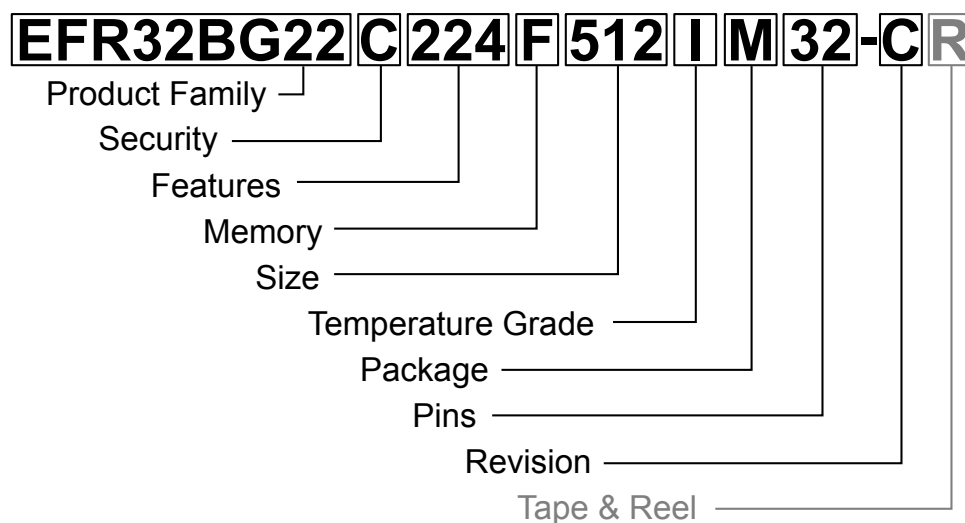 EFR32BG22C224F512IM32-CR
Product Family
Security
Features
Memory
Size
Temperature Grade
Package
Pins
Revision
Tape & Reel